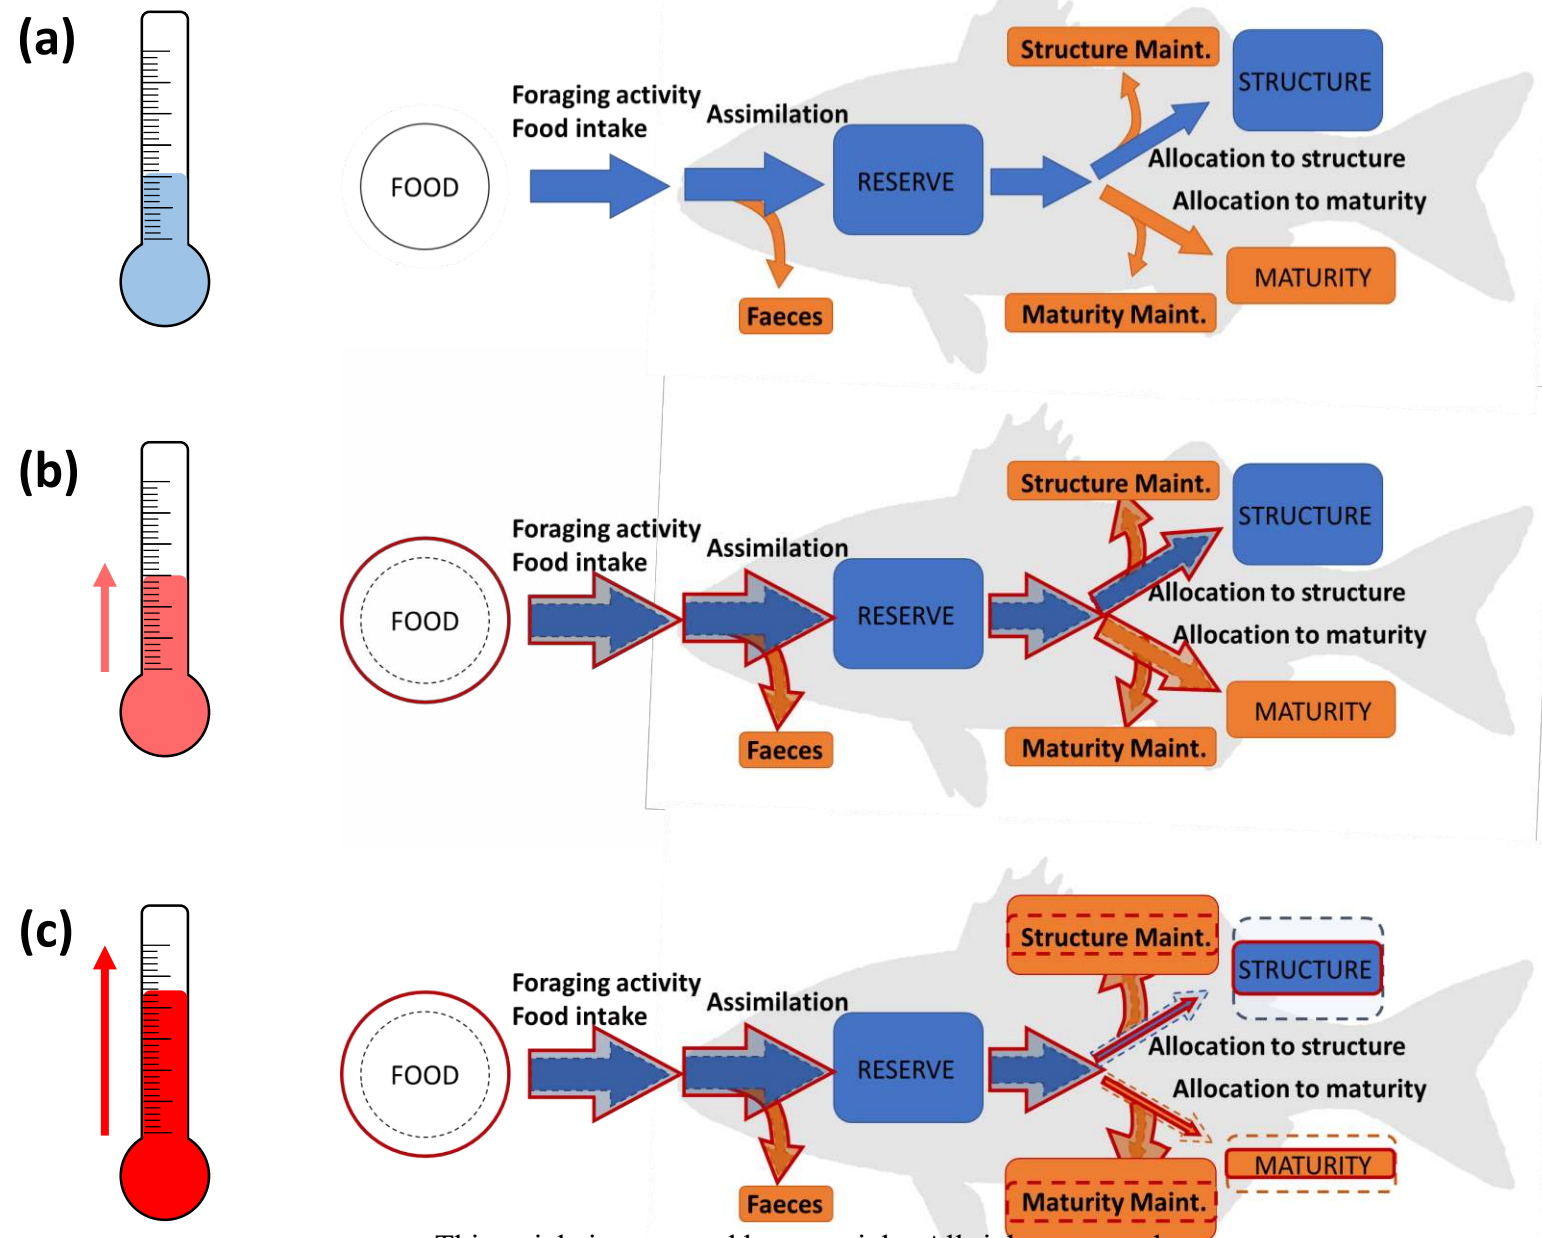 (a)
Foraging activity
Food intake
Assimilation
FOOD
RESERVE
Structure Maint.
STRUCTURE
Allocation to structure
Allocation to maturity
MATURITY
Maturity Maint.
Faeces
(b)
Foraging activity
Food intake
Assimilation
FOOD
RESERVE
Structure Maint.
STRUCTURE
Allocation to structure
Allocation to maturity
MATURITY
Maturity Maint.
Faeces
(c)
Foraging activity
Food intake
Assimilation
FOOD
RESERVE
Structure Maint.
STRUCTURE
Allocation to structure
Allocation to maturity
MATURITY
Maturity Maint.
Faeces